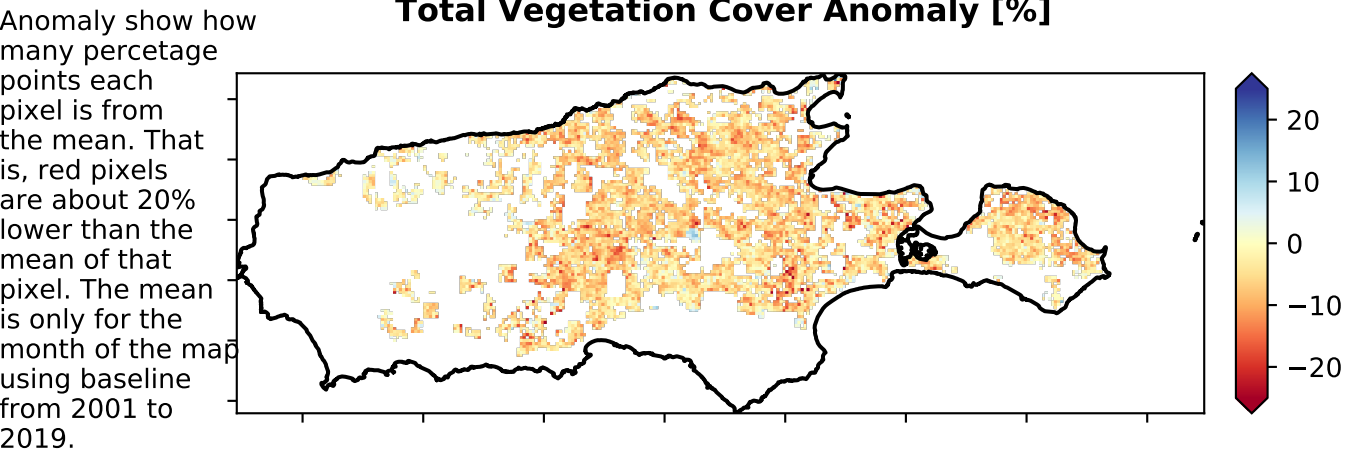 Total Vegetation Cover Anomaly [%]
Anomaly show how
many percetage
points each
pixel is from
the mean. That
is, red pixels
are about 20%
lower than the
mean of that
pixel. The mean
is only for the
month of the map
using baseline
from 2001 to
2019.
20
10
0
−10
−20